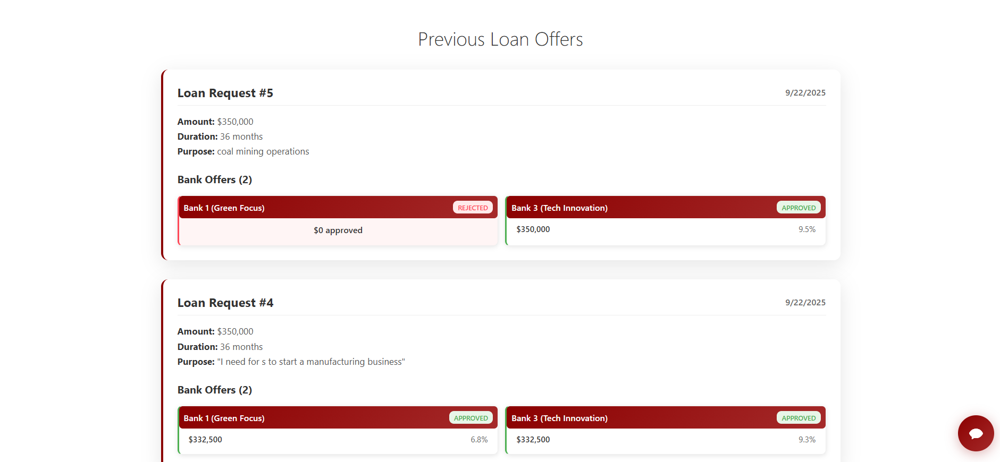 Previous Loan Offers
Loan Request #5
9/22/2025
Amount: $350,000
Duration: 36 months
Purpose: coal mining operations
Bank Offers (2)
Bank 1 (Green Focus)
REJECTED
$0 approved
Bank 3 (Tech Innovation)
APPROVED
$350,000
9.5%
Loan Request #4
9/22/2025
Amount: $350,000
Duration: 36 months
Purpose: "I need for s to start a manufacturing business"
Bank Offers (2)
Bank 1 (Green Focus)
APPROVED
$332,500
6.8%
Bank 3 (Tech Innovation)
APPROVED
$332,500
9.3%